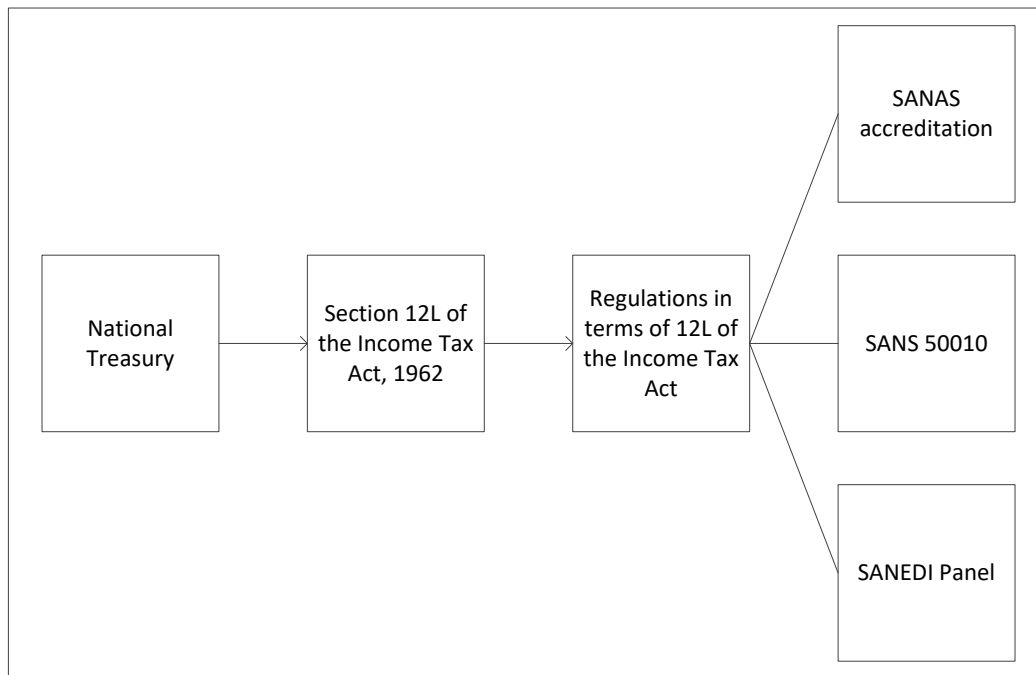 National
Treasury
Section 12L of
the Income Tax
Act, 1962
Regulations in
terms of 12L of
the Income Tax
Act
SANAS
accreditation
SANS 50010
SANEDI Panel